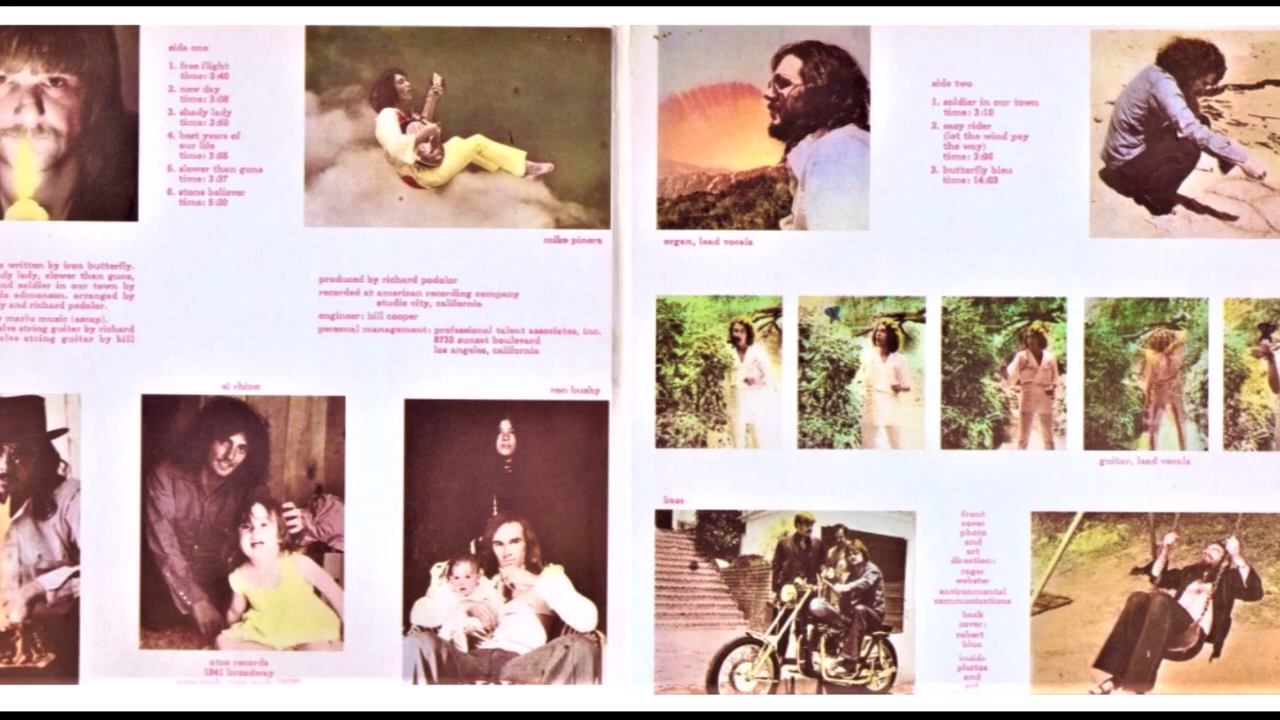 side one
1. free flight
time: 0:40
2. new day
time: 3:08
3. shady lady
time: 3:50
4. best years of
our life
time: 3:55
5. slower than guns
time: 3:37
6. stone believer
time: 5:20
mike pinera
written by iron butterfly.
dy lady, slower than guns,
nd soldier in our town by
edmonson. arranged by
y and richard podolor.
marlu music (ascap).
elve string guitar by richard
elve string guitar by bill
produced by richard podolor
recorded at american recording company
studio city, california
engineer: bill cooper
personal management: professional talent associates, inc.
8732 sunset boulevard
los angeles, california
el rhino
ron bushy
atco records
1841 broadway
organ, lead vocals
side two
1. soldier in our town
time: 3:10
2. easy rider
(let the wind pay
the way)
time: 3:06
3. butterfly bleu
time: 14:03
guitar, lead vocals
bass
front
cover
photo
and
art
direction:
roger
webster
environmental
communications
back
cover:
robert
blue
inside
photos
and
art